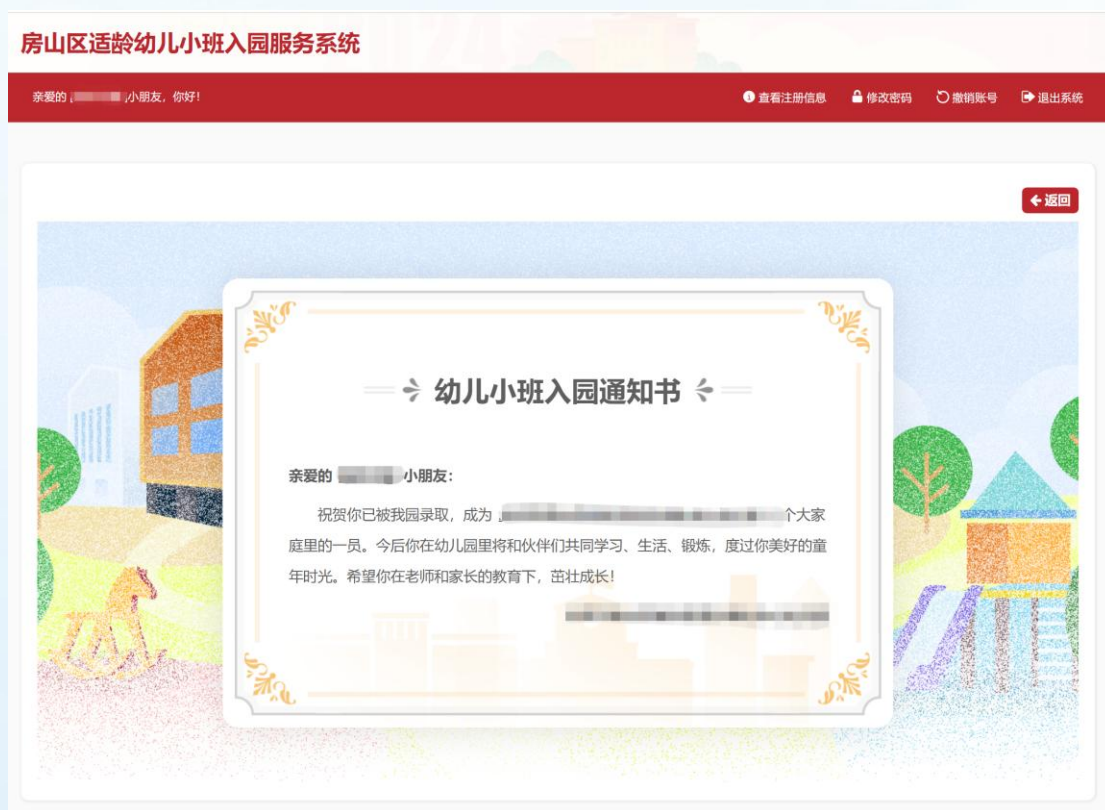 房山区适龄幼儿小班入园服务系统
亲爱的 小朋友，你好！
查看注册信息 修改密码 撤销账号 退出系统
返回
幼儿小班入园通知书
亲爱的 小朋友：
祝贺你已被我园录取，成为 个大家
庭里的一员。今后你在幼儿园里将和伙伴们共同学习、生活、锻炼，度过你美好的童
年时光。希望你在老师和家长的教育下，茁壮成长！